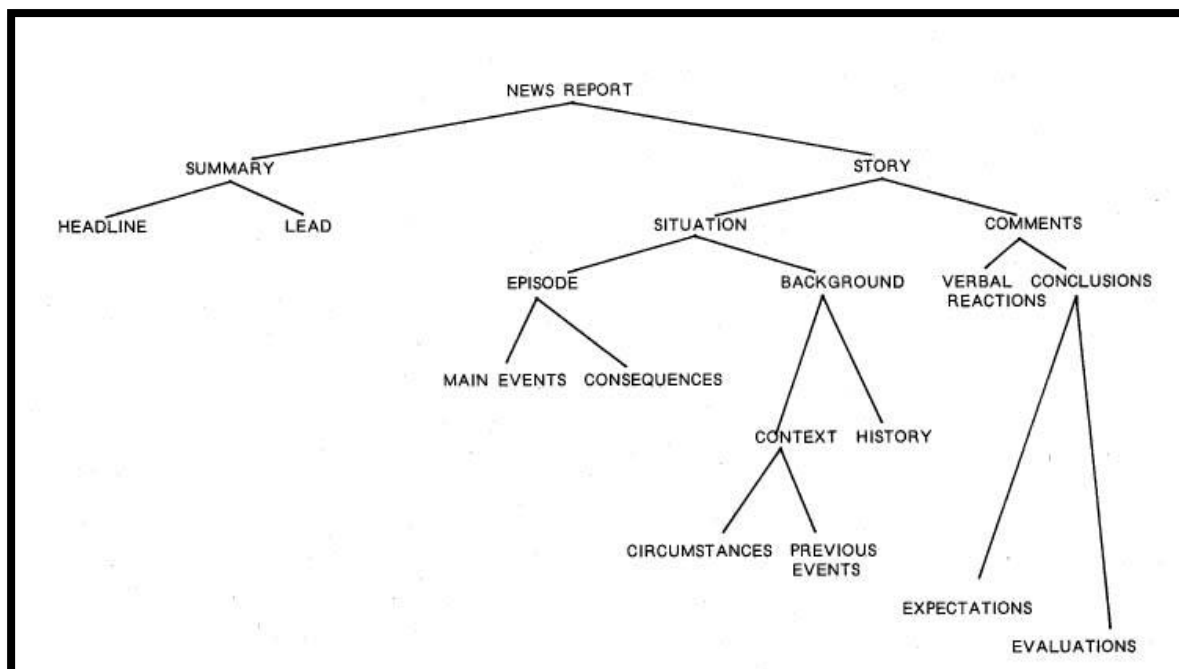 NEWS REPORT
SUMMARY
STORY
HEADLINE
LEAD
SITUATION
COMMENTS
EPISODE
BACKGROUND
VERBAL
REACTIONS
CONCLUSIONS
MAIN EVENTS
CONSEQUENCES
CONTEXT
HISTORY
CIRCUMSTANCES
PREVIOUS
EVENTS
EXPECTATIONS
EVALUATIONS